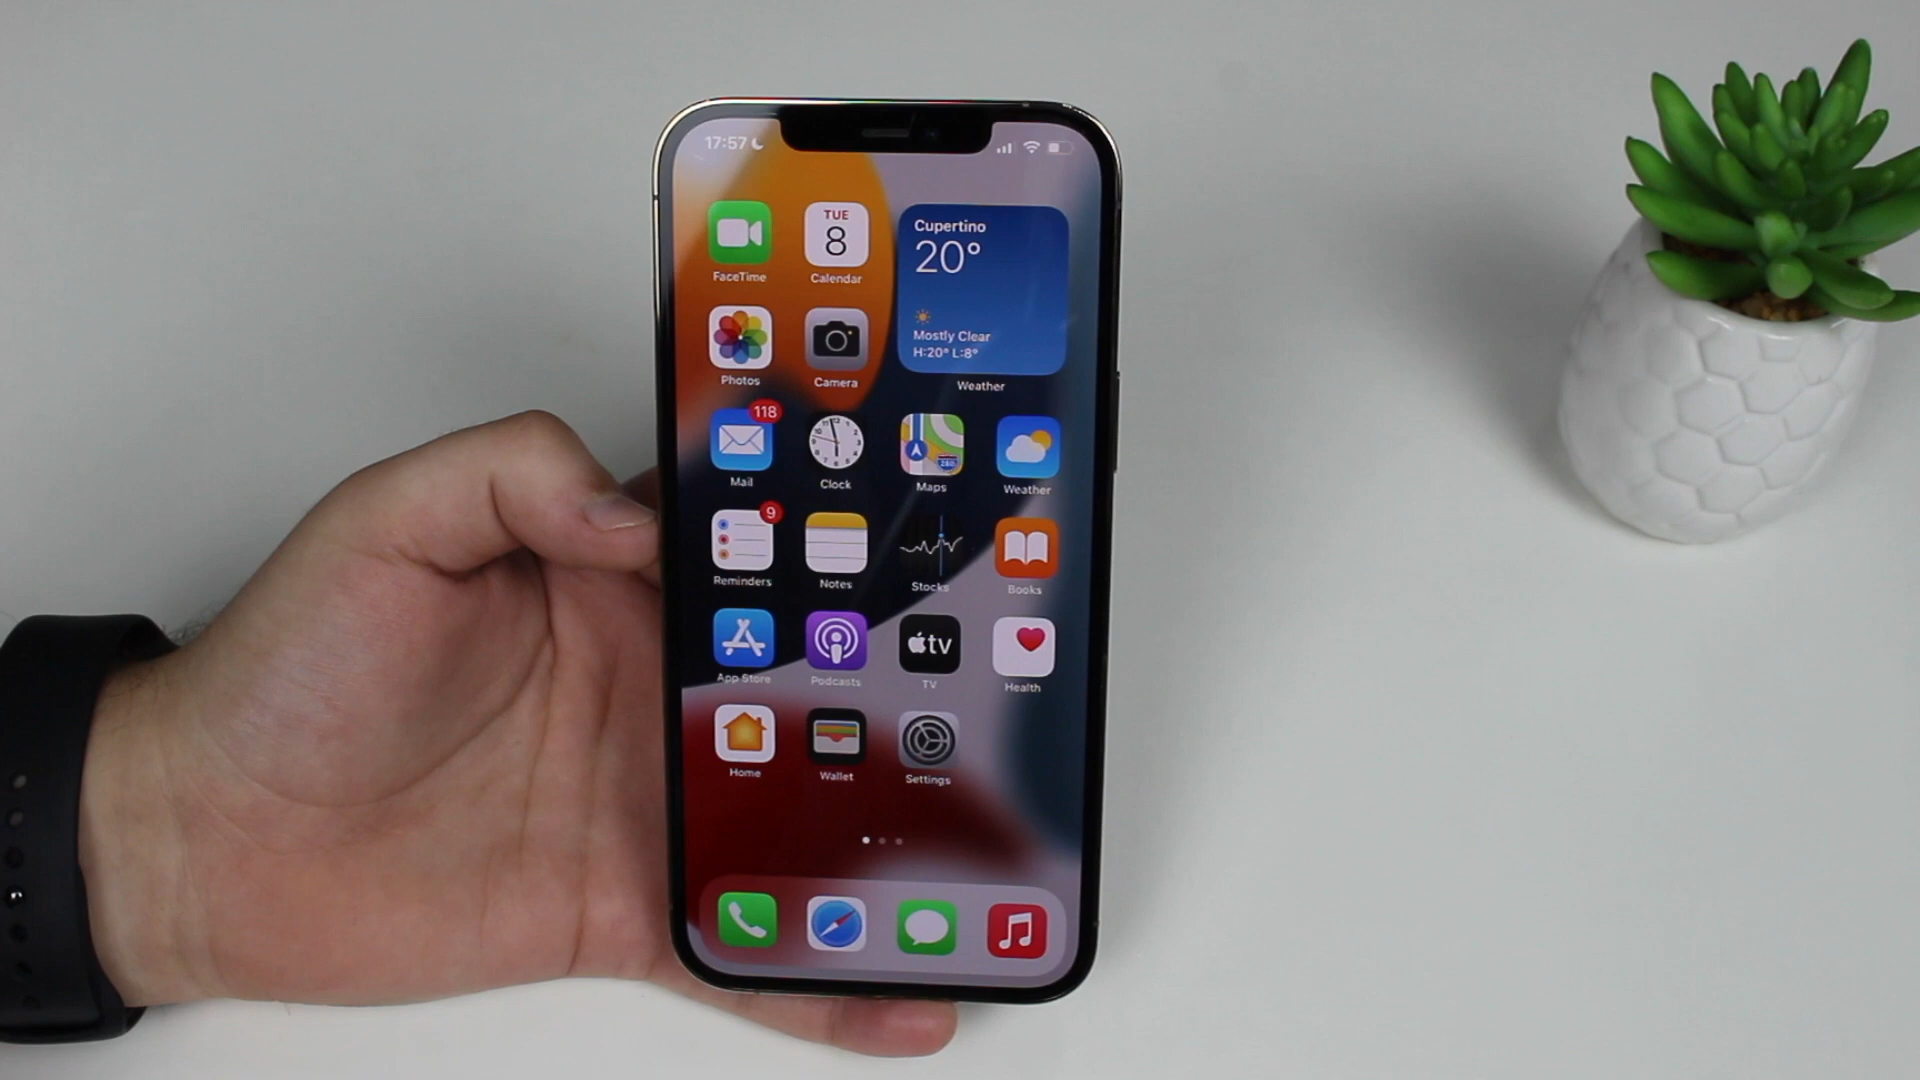 17:57
TUE
8
Cupertino
20°
Mostly Clear
H:20° L:8°
FaceTime
Calendar
Photos
Camera
Weather
118
Mail
Clock
Maps
Weather
280
9
Reminders
Notes
Stocks
Books
App Store
Podcasts
tv
TV
Health
Home
Wallet
Settings